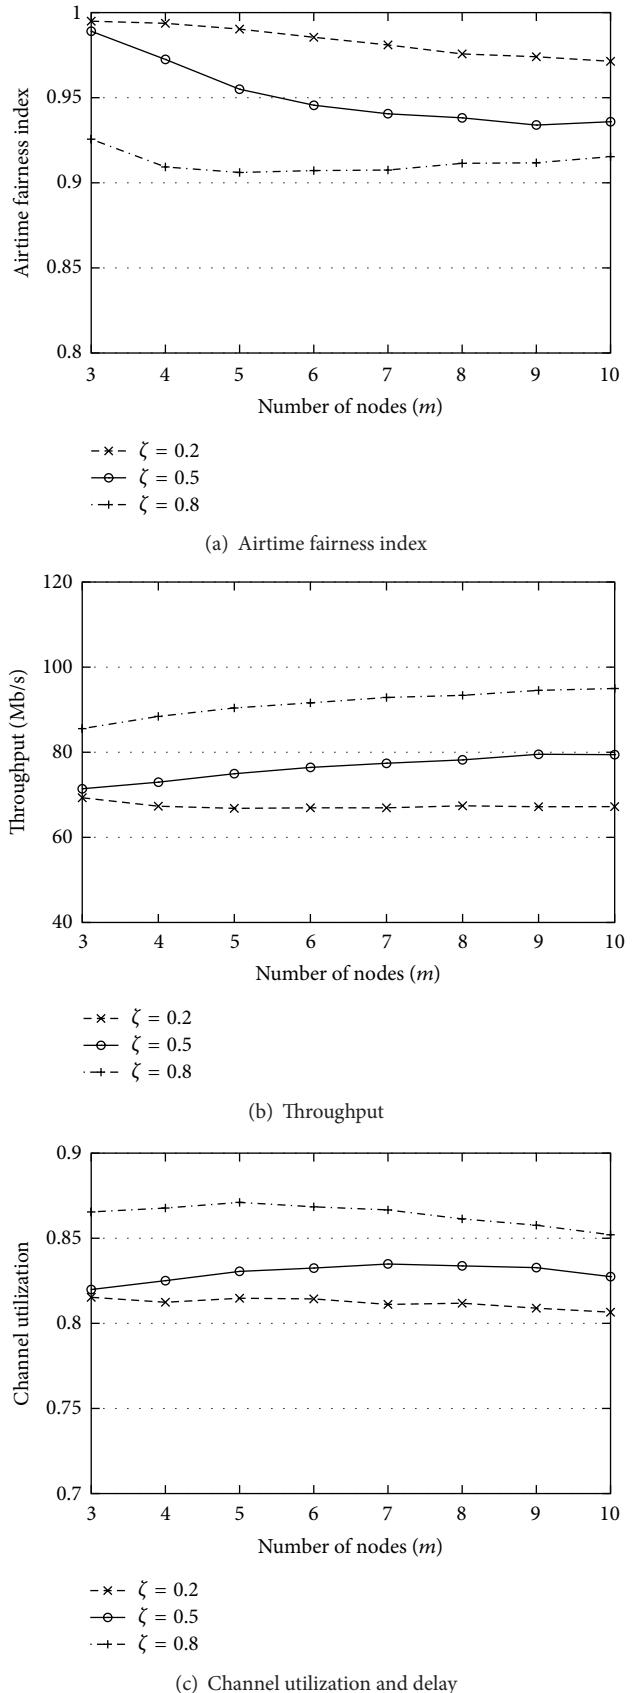 1
0.95
0.9
0.85
0.8
Airtime fairness index
3 4 5 6 7 8 9 10
Number of nodes (m)
ζ = 0.2
ζ = 0.5
ζ = 0.8
(a) Airtime fairness index
120
100
80
60
40
Throughput (Mb/s)
3 4 5 6 7 8 9 10
Number of nodes (m)
ζ = 0.2
ζ = 0.5
ζ = 0.8
(b) Throughput
0.9
0.85
0.8
0.75
0.7
Channel utilization
3 4 5 6 7 8 9 10
Number of nodes (m)
ζ = 0.2
ζ = 0.5
ζ = 0.8
(c) Channel utilization and delay